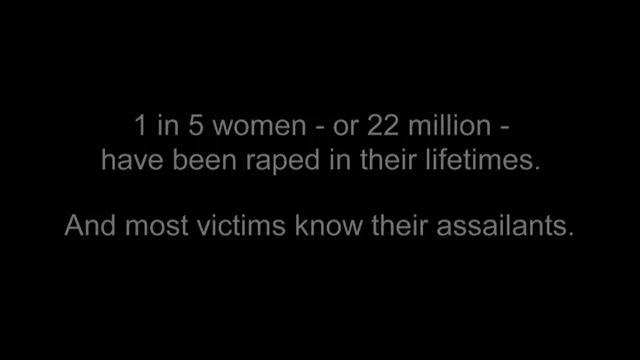 1 in 5 women - or 22 million -
have been raped in their lifetimes.
And most victims know their assailants.